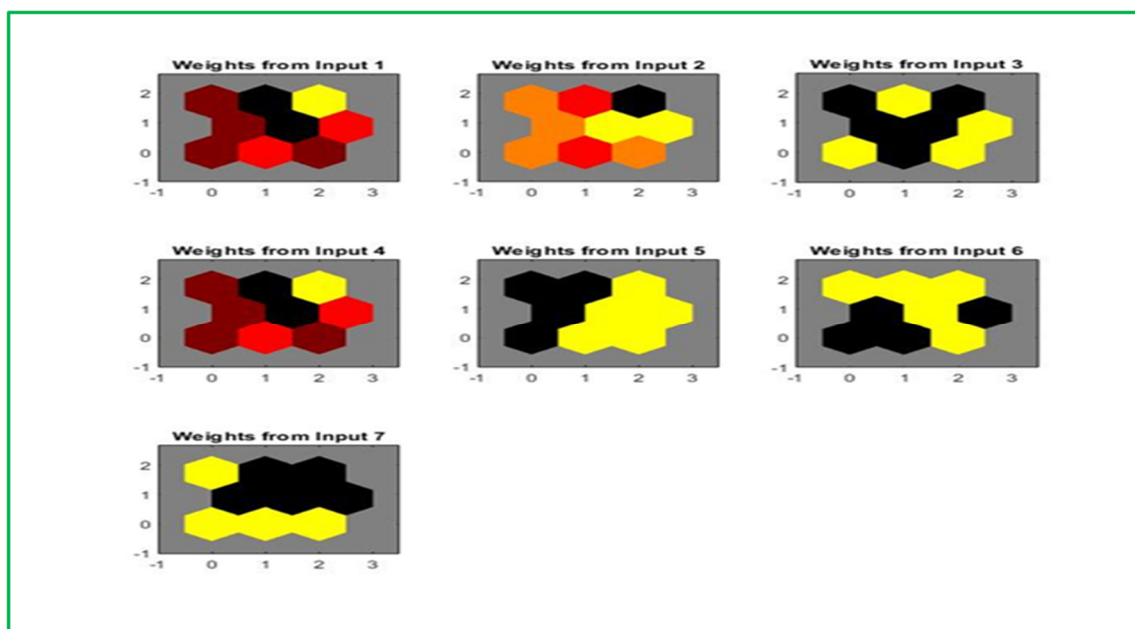 Weights from Input 1
2
1
0
-1
-1 0 1 2 3
Weights from Input 2
2
1
0
-1
-1 0 1 2 3
Weights from Input 3
2
1
0
-1
-1 0 1 2 3
Weights from Input 4
2
1
0
-1
-1 0 1 2 3
Weights from Input 5
2
1
0
-1
-1 0 1 2 3
Weights from Input 6
2
1
0
-1
-1 0 1 2 3
Weights from Input 7
2
1
0
-1
-1 0 1 2 3